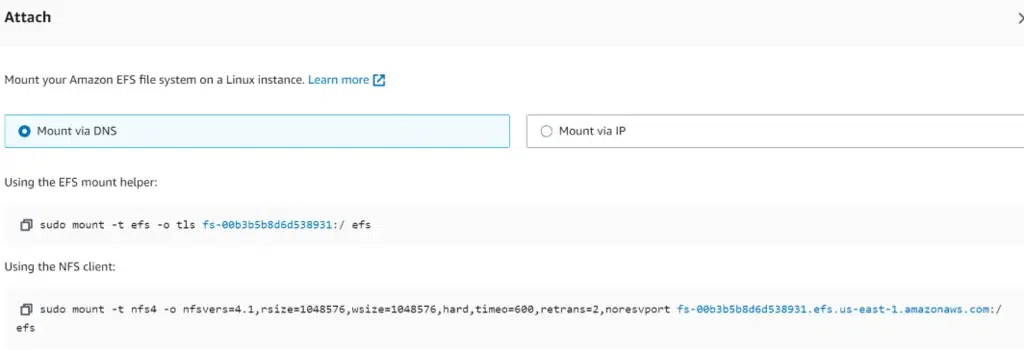 Attach
Mount your Amazon EFS file system on a Linux instance. Learn more
Mount via DNS
Mount via IP
Using the EFS mount helper:
sudo mount -t efs -o tls fs-00b3b5b8d6d538931:/ efs
Using the NFS client:
sudo mount -t nfs4 -o nfsvers=4.1,rsize=1048576,wsize=1048576,hard,timeo=600,retrans=2,noresvport fs-00b3b5b8d6d538931.efs.us-east-1.amazonaws.com:/
efs